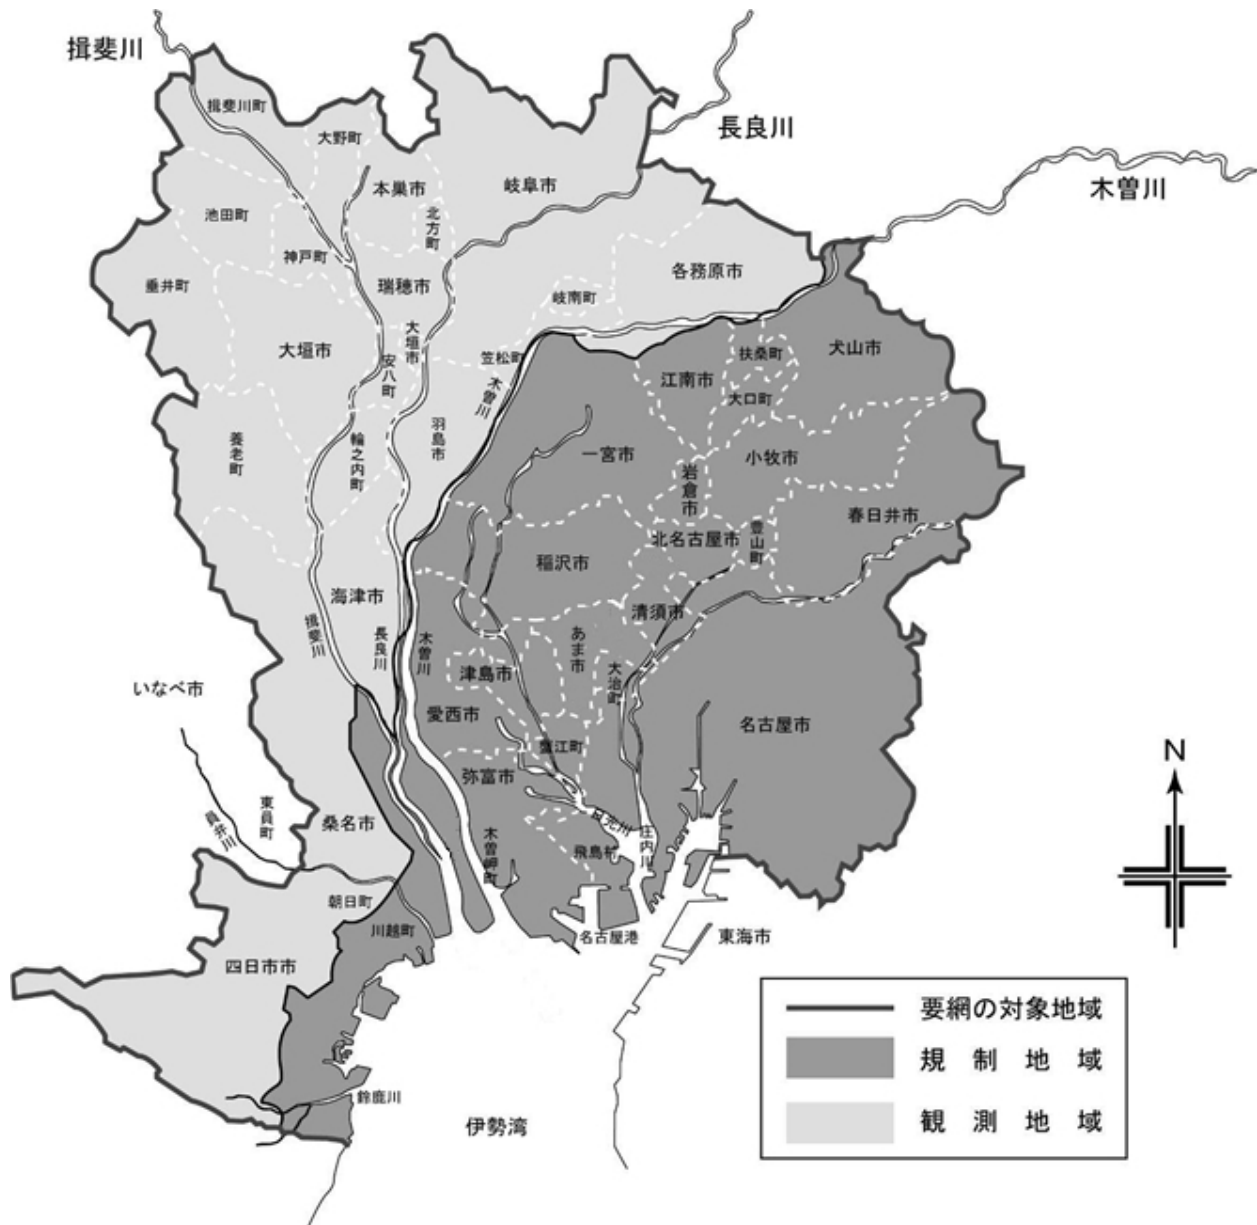 揖斐川
揖斐川町
大野町
長良川
本巣市
岐阜市
木曽川
池田町
北方町
神戸町
垂井町
瑞穂市
各務原市
岐南町
大垣市
大垣市
安八町
笠松町
木曽川
扶桑町
犬山市
江南市
大口町
養老町
輪之内町
羽島市
一宮市
岩倉市
小牧市
春日井市
北名古屋市
豊山町
稲沢市
海津市
清須市
揖斐川
長良川
木曽川
あま市
津島市
大治町
いなべ市
愛西市
名古屋市
蟹江町
弥富市
N
東員町
員弁川
桑名市
木曽岬町
日光川
庄内川
飛島村
朝日町
川越町
名古屋港
東海市
四日市市
鈴鹿川
伊勢湾
要綱の対象地域
規制地域
観測地域